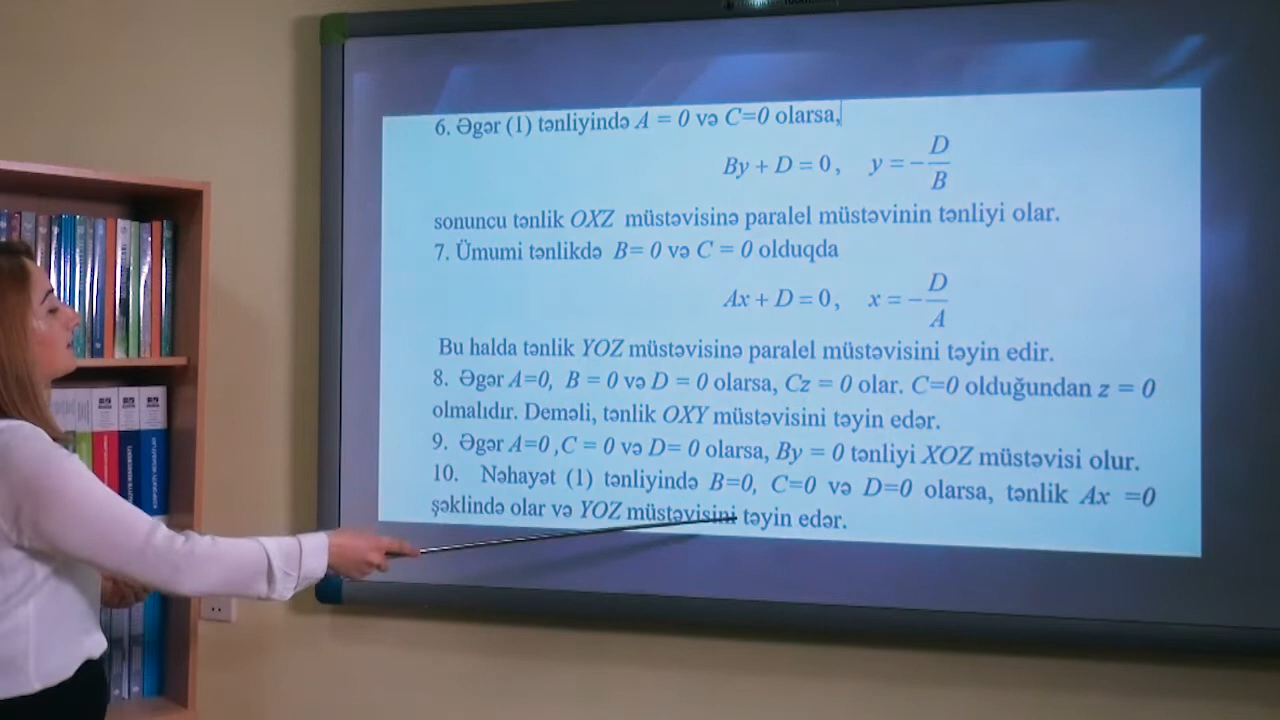 6. Əgər (1) tənliyində A = 0 və C=0 olarsa,
By + D = 0, y = -D/B
sonuncu tənlik OXZ müstəvisinə paralel müstəvinin tənliyi olar.
7. Ümumi tənlikdə B= 0 və C = 0 olduqda
Ax + D = 0, x = -D/A
Bu halda tənlik YOZ müstəvisinə paralel müstəvisini təyin edir.
8. Əgər A=0, B = 0 və D = 0 olarsa, Cz = 0 olar. C=0 olduğundan z = 0
olmalıdır. Deməli, tənlik OXY müstəvisini təyin edər.
9. Əgər A=0 ,C = 0 və D= 0 olarsa, By = 0 tənliyi XOZ müstəvisi olur.
10. Nəhayət (1) tənliyində B=0, C=0 və D=0 olarsa, tənlik Ax =0
şəklində olar və YOZ müstəvisini təyin edər.